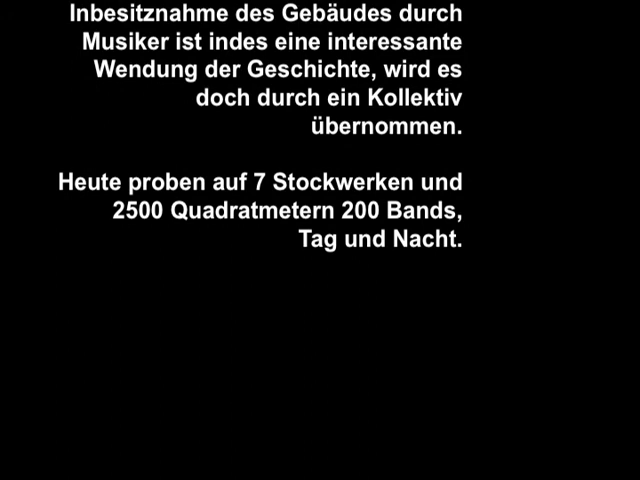 Inbesitznahme des Gebäudes durch
Musiker ist indes eine interessante
Wendung der Geschichte, wird es
doch durch ein Kollektiv
übernommen.
Heute proben auf 7 Stockwerken und
2500 Quadratmetern 200 Bands,
Tag und Nacht.